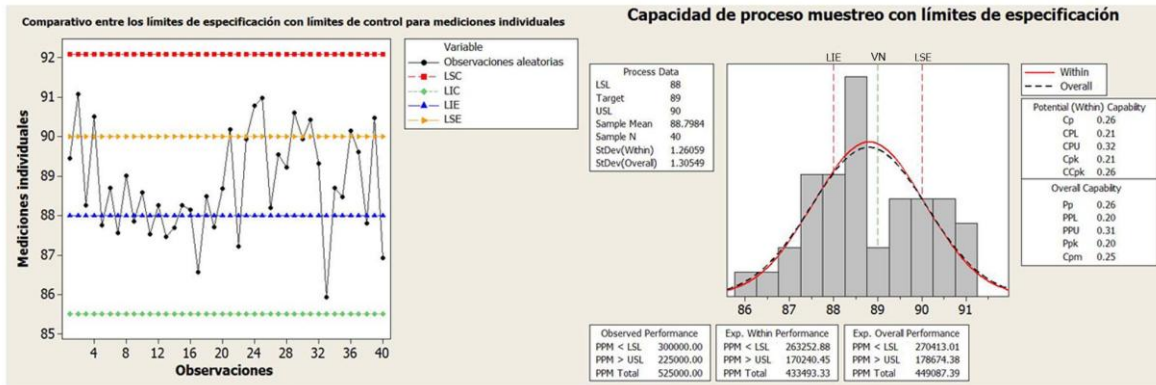 Comparativo entre los límites de especificación con límites de control para mediciones individuales
Mediciones individuales
92
91
90
89
88
87
86
85
4
8
12
16
20
24
28
32
36
40
Observaciones
Variable
Observaciones aleatorias
LSC
LIC
LIE
LSE
Capacidad de proceso muestreo con límites de especificación
Process Data
LSL 88
Target 89
USL 90
Sample Mean 88.7984
Sample N 40
StDev(Within) 1.26059
StDev(Overall) 1.30549
LIE
VN
LSE
86
87
88
89
90
91
Within
Overall
Potential (Within) Capability
Cp 0.26
CPL 0.21
CPU 0.32
Cpk 0.21
CCpk 0.26
Overall Capability
Pp 0.26
PPL 0.20
PPU 0.31
Ppk 0.20
Cpm 0.25
Observed Performance
PPM < LSL 300000.00
PPM > USL 225000.00
PPM Total 525000.00
Exp. Within Performance
PPM < LSL 263252.88
PPM > USL 170240.45
PPM Total 433493.33
Exp. Overall Performance
PPM < LSL 270413.01
PPM > USL 178674.38
PPM Total 449087.39